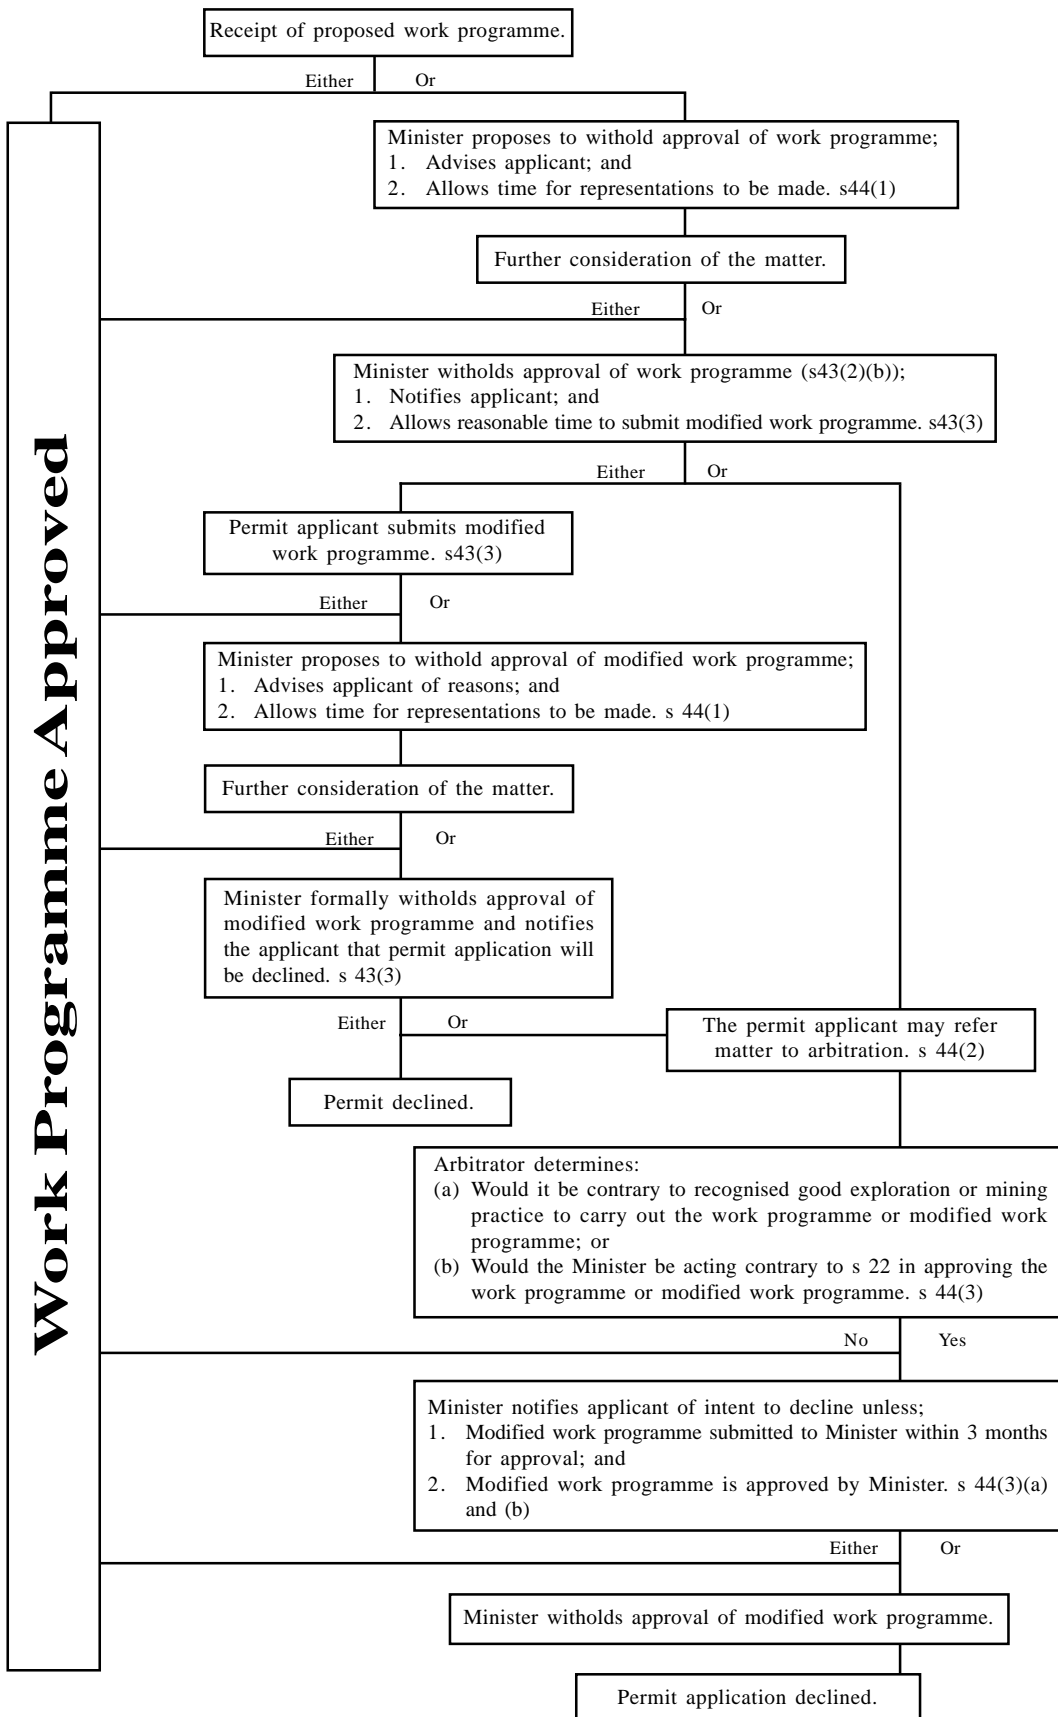 Receipt of proposed work programme.
Either Or
Work Programme Approved
Minister proposes to withold approval of work programme;
1. Advises applicant; and
2. Allows time for representations to be made. s44(1)
Further consideration of the matter.
Either Or
Minister witholds approval of work programme (s43(2)(b));
1. Notifies applicant; and
2. Allows reasonable time to submit modified work programme. s43(3)
Either Or
Permit applicant submits modified
work programme. s43(3)
Either Or
Minister proposes to withold approval of modified work programme;
1. Advises applicant of reasons; and
2. Allows time for representations to be made. s 44(1)
Further consideration of the matter.
Either Or
Minister formally witholds approval of
modified work programme and notifies
the applicant that permit application will
be declined. s 43(3)
Either Or
The permit applicant may refer
matter to arbitration. s 44(2)
Permit declined.
Arbitrator determines:
(a) Would it be contrary to recognised good exploration or mining
practice to carry out the work programme or modified work
programme; or
(b) Would the Minister be acting contrary to s 22 in approving the
work programme or modified work programme. s 44(3)
No Yes
Minister notifies applicant of intent to decline unless;
1. Modified work programme submitted to Minister within 3 months
for approval; and
2. Modified work programme is approved by Minister. s 44(3)(a)
and (b)
Either Or
Minister witholds approval of modified work programme.
Permit application declined.